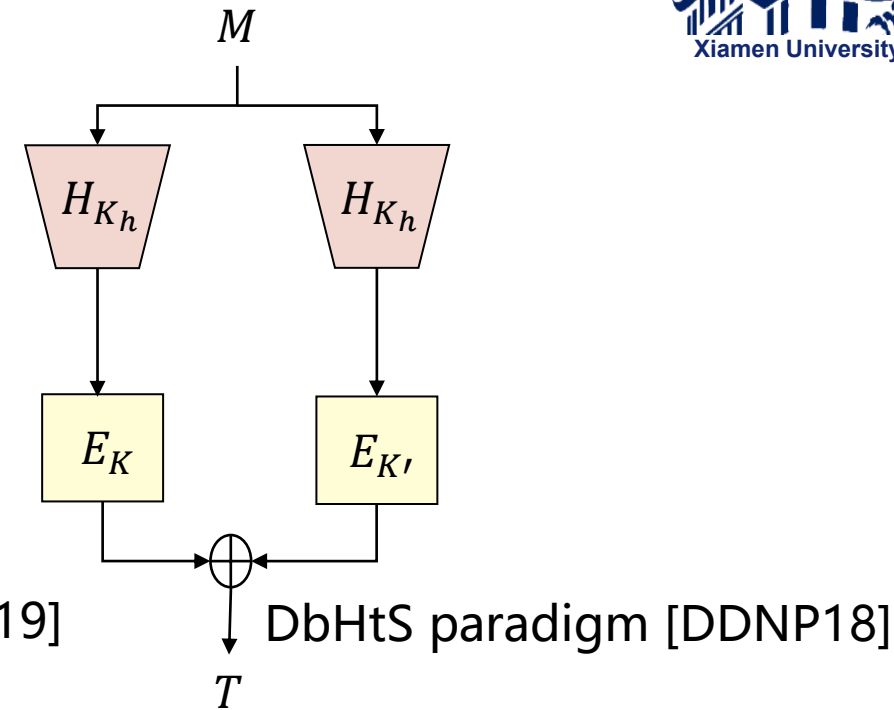 M
Xiamen University
H_{K_h} H_{K_h}
E_K E_{K'}
19] DbHtS paradigm [DDNP18]
T